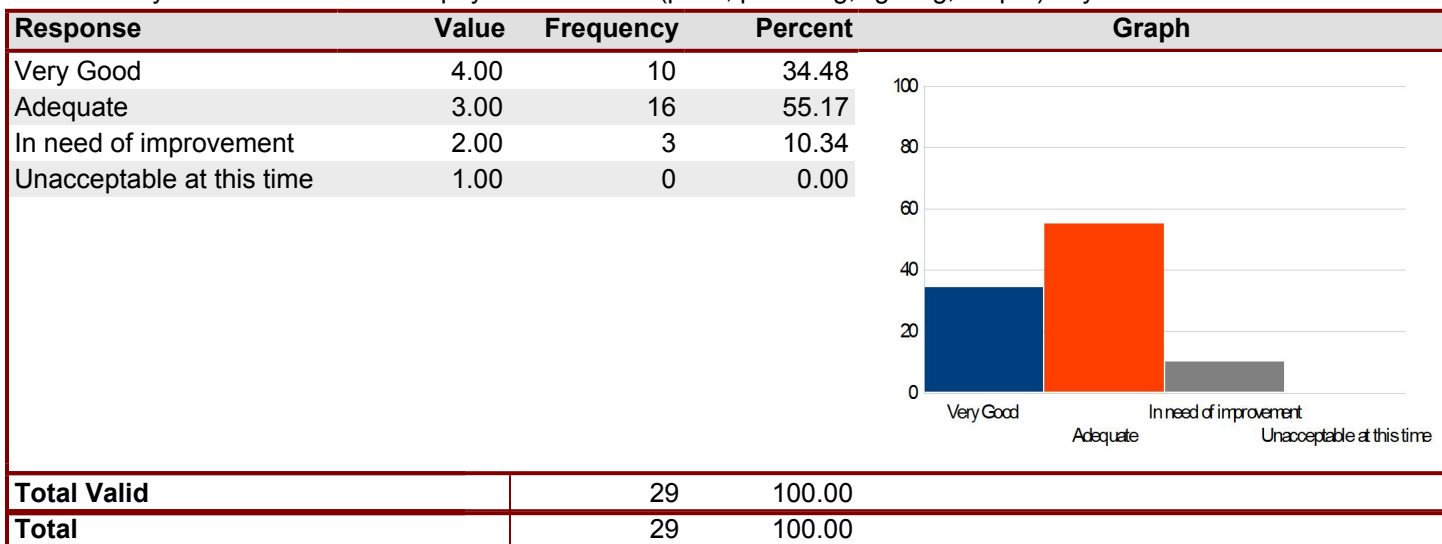 Response Value Frequency Percent Graph
Very Good 4.00 10 34.48
Adequate 3.00 16 55.17
In need of improvement 2.00 3 10.34
Unacceptable at this time 1.00 0 0.00
100
80
60
40
20
0
Very Good In need of improvement
Adequate Unacceptable at this time
Total Valid 29 100.00
Total 29 100.00